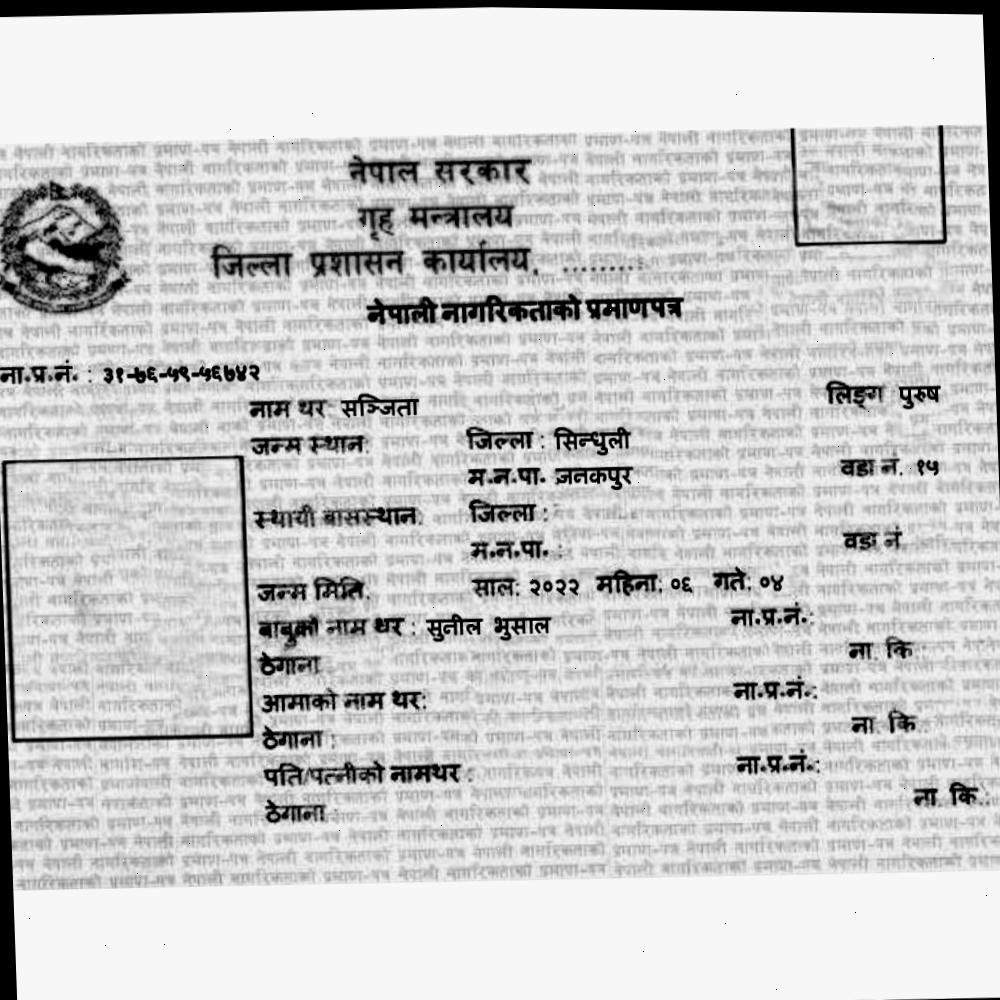 नेपाल सरकार
गृह मन्त्रालय
जिल्ला प्रशासन कार्यालय, .........
नेपाली नागरिकताको प्रमाणपत्र
ना.प्र.नं. : ३१-७६-५९-५६७४२
नाम थर: सञ्जिता लिङ्ग पुरुष
जन्म स्थान: जिल्ला : सिन्धुली
म.न.पा. जनकपुर वडा नं. १५
स्थायी बासस्थान: जिल्ला :
म.न.पा. : वडा नं.
जन्म मिति: साल: २०२२ महिना: ०६ गते: ०४
बाबुको नाम थर : सुनील भुसाल ना.प्र.नं.:
ठेगाना ना. कि.:
आमाको नाम थर: ना.प्र.नं.:
ठेगाना : ना. कि.:
पति/पत्नीको नामथर : ना.प्र.नं.:
ठेगाना ना. कि.: